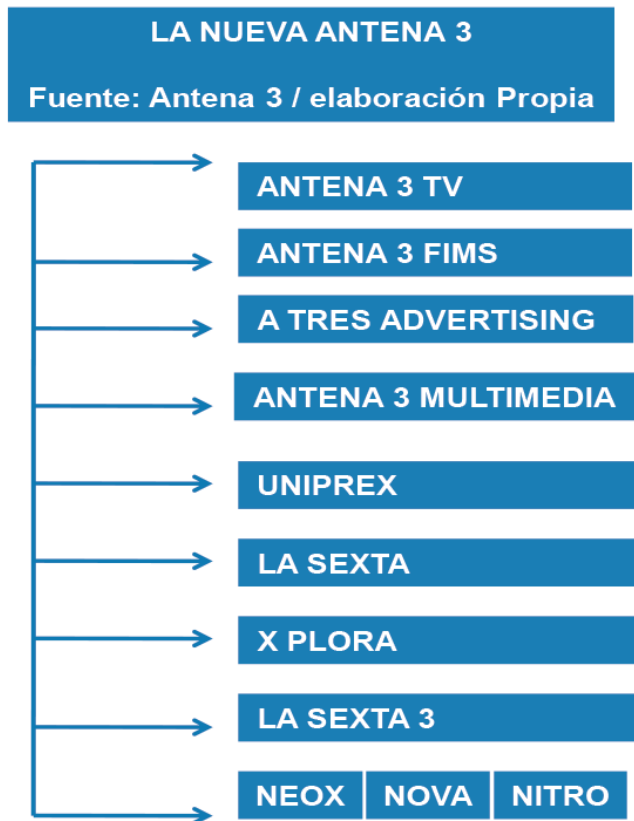 LA NUEVA ANTENA 3
Fuente: Antena 3 / elaboración Propia
ANTENA 3 TV
ANTENA 3 FIMS
A TRES ADVERTISING
ANTENA 3 MULTIMEDIA
UNIPREX
LA SEXTA
X PLORA
LA SEXTA 3
NEOX NOVA NITRO